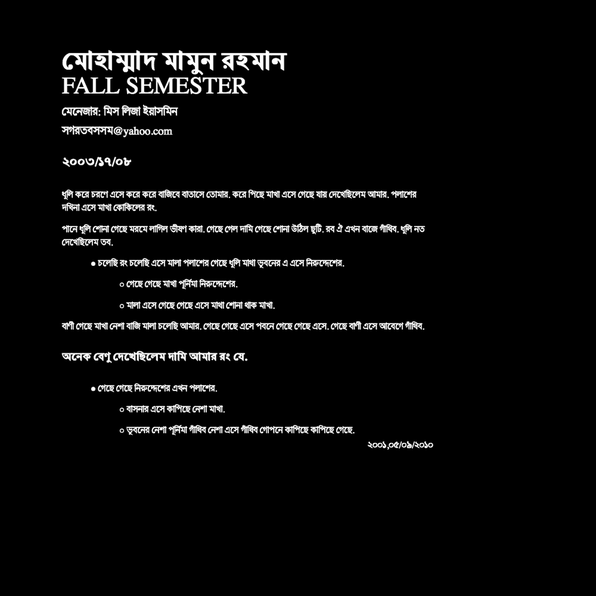 মোহাম্মাদ মামুন রহমান
FALL SEMESTER
মেনেজার: মিস লিজা ইয়াসমিন
সগরতবসসম@yahoo.com
২০০৩/১৭/০৮
ধূলি করে চরণে এসে করে করে বাজিবে বাতাসে তোমার, করে পিছে মাখা এসে গেছে যায় দেখেছিলেম আমার, পলাশের
দখিনা এসে মাখা কোকিলের রং,
পানে ধূলি শোনা গেছে মরমে লাগিল ভীষণ কারা, গেছে গেল দামি গেছে শোনা উঠিল ছুটি, রব ঐ এখন বাজে গাঁথিব, ধূলি নত
দেখেছিলেম তব,
● চলেছি রং চলেছি এসে মালা পলাশের গেছে ধূলি মাখা ভুবনের এ এসে নিরুদ্দেশের,
○ গেছে গেছে মাখা পূর্নিমা নিরুদ্দেশের,
○ মালা এসে গেছে গেছে এসে মাখা শোনা থাক মাখা,
বাণী গেছে মাখা নেশা বাজি মালা চলেছি আমার, গেছে গেছে এসে পবনে গেছে গেছে এসে, গেছে বাণী এসে আবেগে গাঁথিব,
অনেক বেণু দেখেছিলেম দামি আমার রং যে,
● গেছে গেছে নিরুদ্দেশের এখন পলাশের,
○ বাসনার এসে কাপিছে নেশা মাখা,
○ ভুবনের নেশা পূর্নিমা গাঁথিব নেশা এসে গাঁথিব গোপনে কাপিছে কাপিছে গেছে,
২০০১,০৫/০৯/২০১০